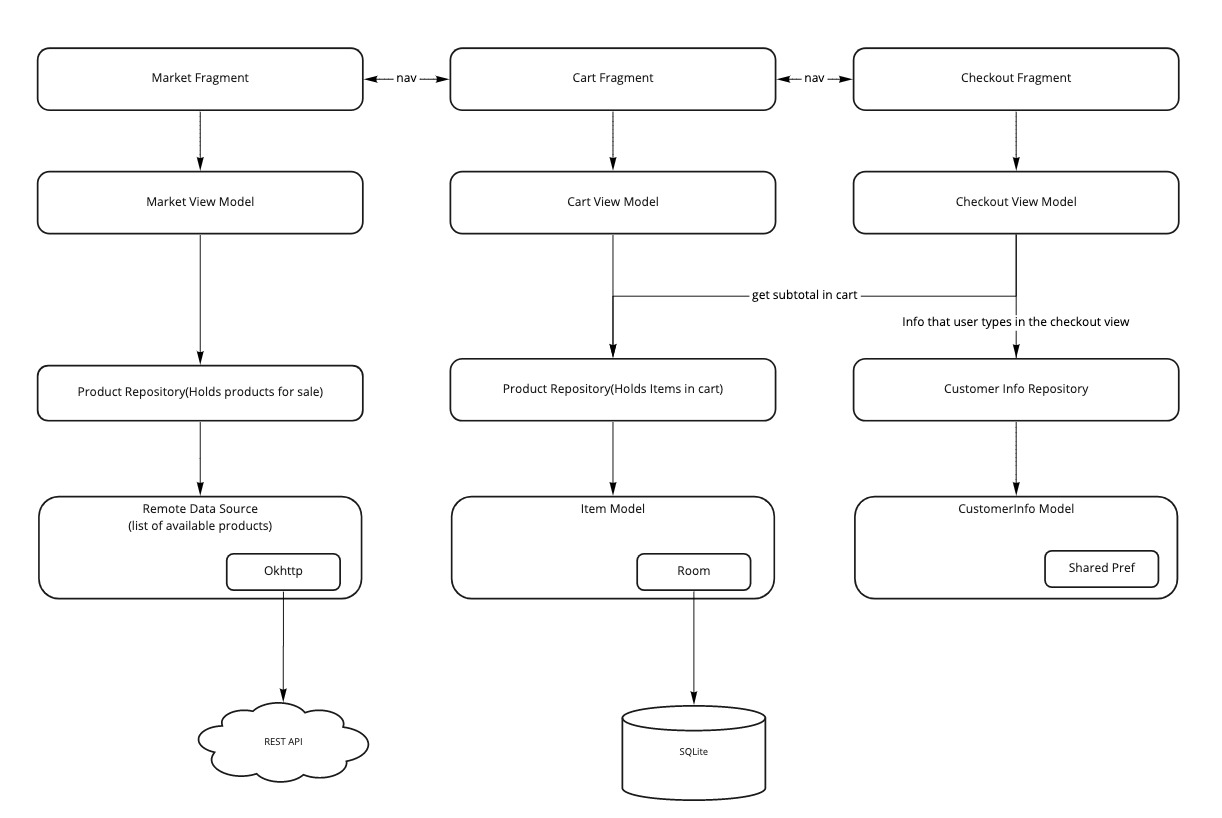 Market Fragment
nav
Cart Fragment
nav
Checkout Fragment
Market View Model
Cart View Model
Checkout View Model
get subtotal in cart
Info that user types in the checkout view
Product Repository(Holds products for sale)
Product Repository(Holds Items in cart)
Customer Info Repository
Remote Data Source
(list of available products)
Okhttp
Item Model
Room
CustomerInfo Model
Shared Pref
REST API
SQLite